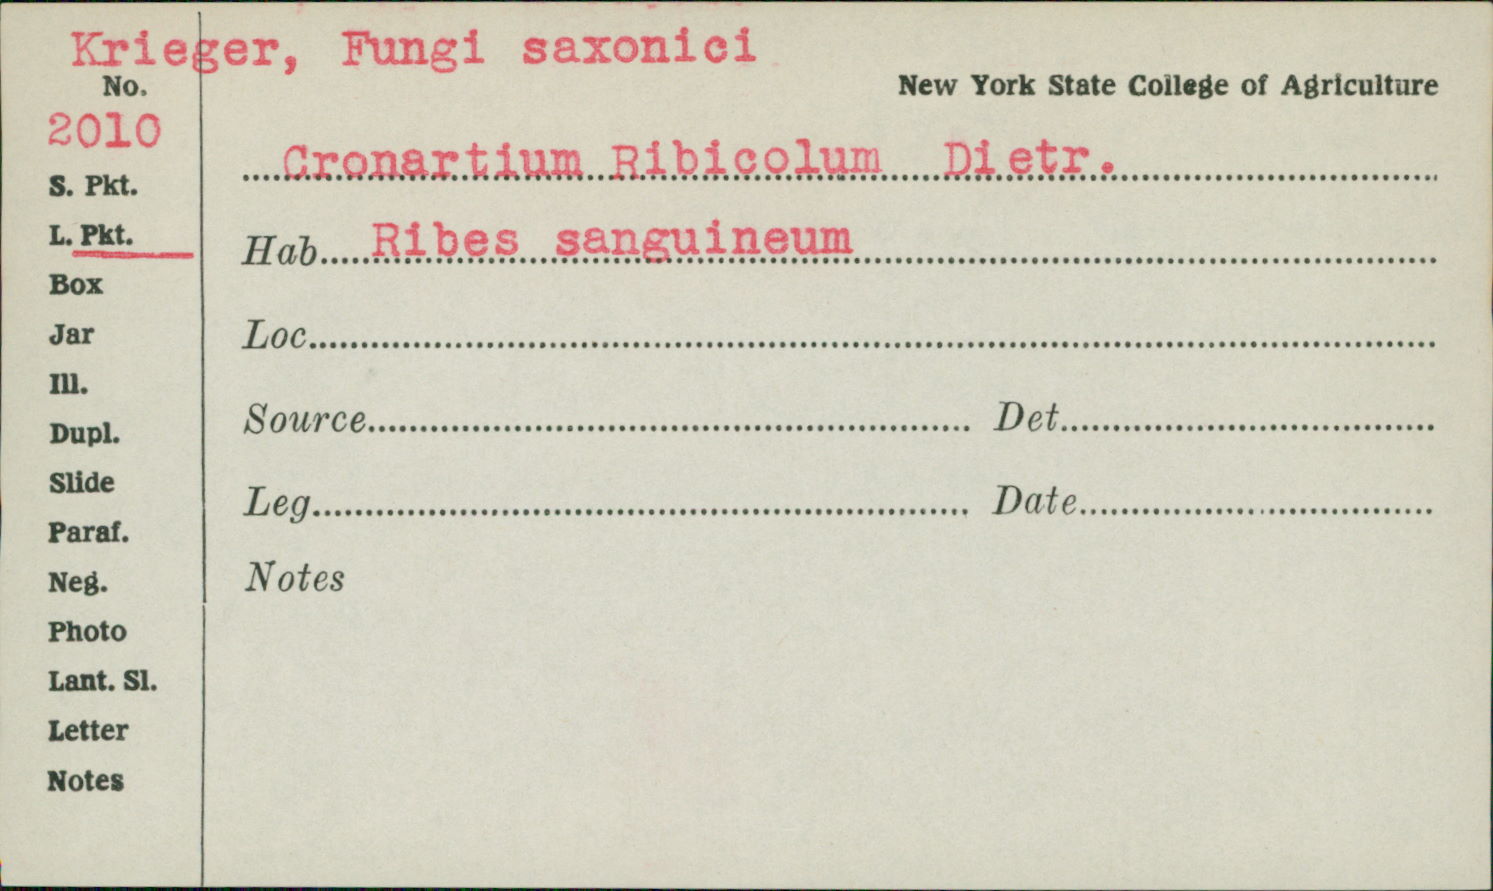 Krieger, Fungi saxonici
No.
New York State College of Agriculture
2010
Cronartium Ribicolum Dietr.
S. Pkt.
L. Pkt.
Hab. Ribes sanguineum
Box
Jar
Loc.
Ill.
Dupl.
Source Det.
Slide
Leg. Date
Paraf.
Neg.
Notes
Photo
Lant. Sl.
Letter
Notes